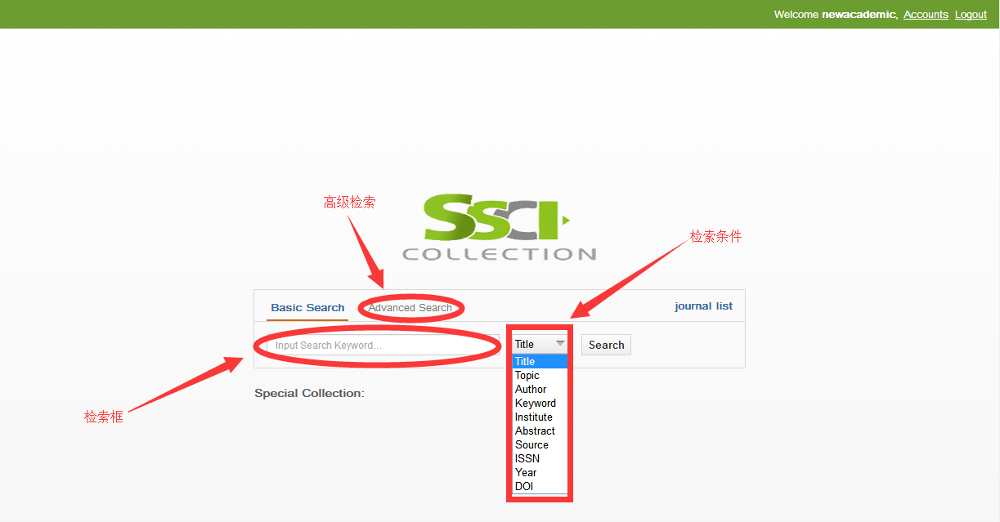 Welcome newacademic, Accounts Logout
高级检索
SSCI
COLLECTION
检索条件
Basic Search Advanced Search journal list
Input Search Keyword... Title Search
Title
Topic
Author
Keyword
Institute
Abstract
Source
ISSN
Year
DOI
Special Collection:
检索框